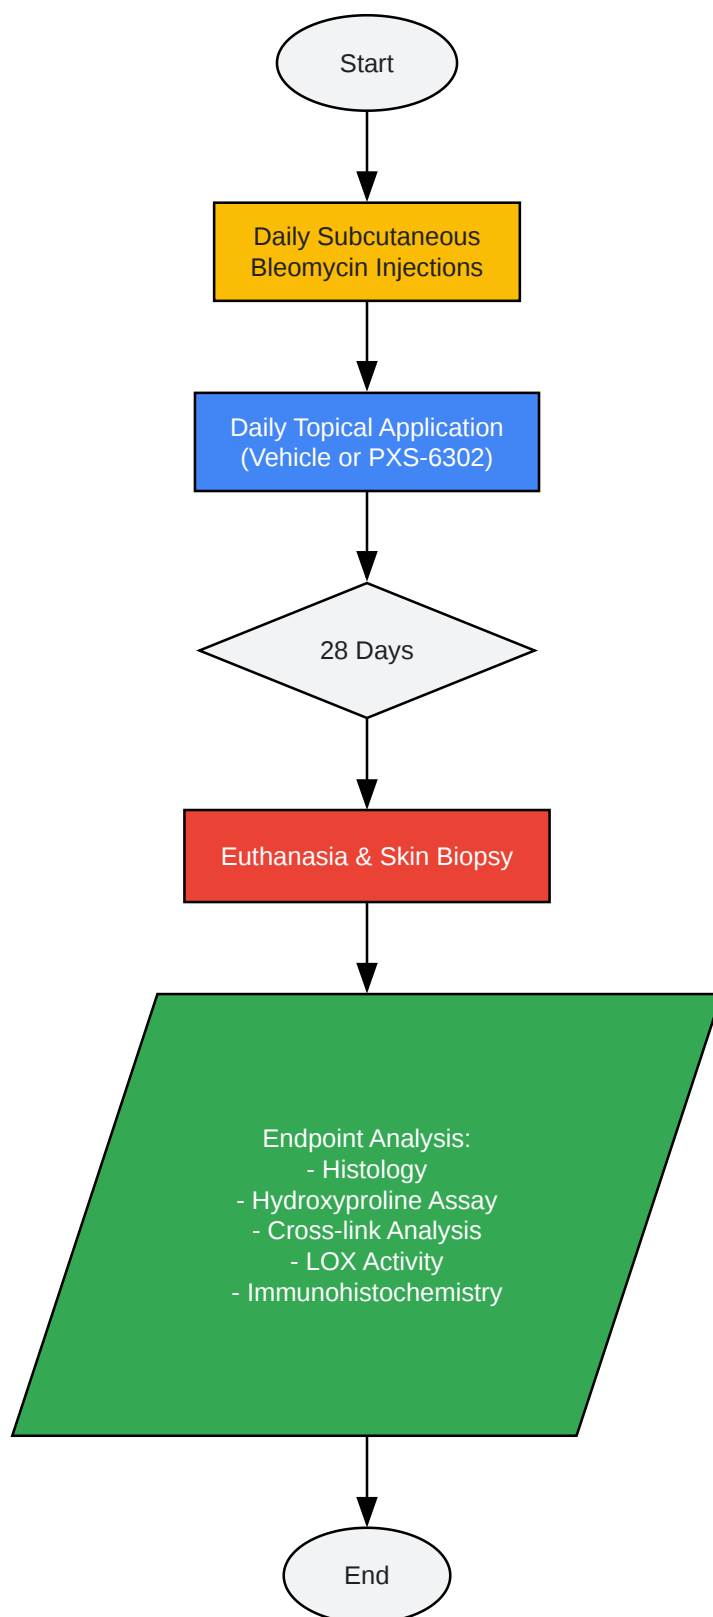 Start
Daily Subcutaneous
Bleomycin Injections
Daily Topical Application
(Vehicle or PXS-6302)
28 Days
Euthanasia & Skin Biopsy
Endpoint Analysis:
- Histology
- Hydroxyproline Assay
- Cross-link Analysis
- LOX Activity
- Immunohistochemistry
End